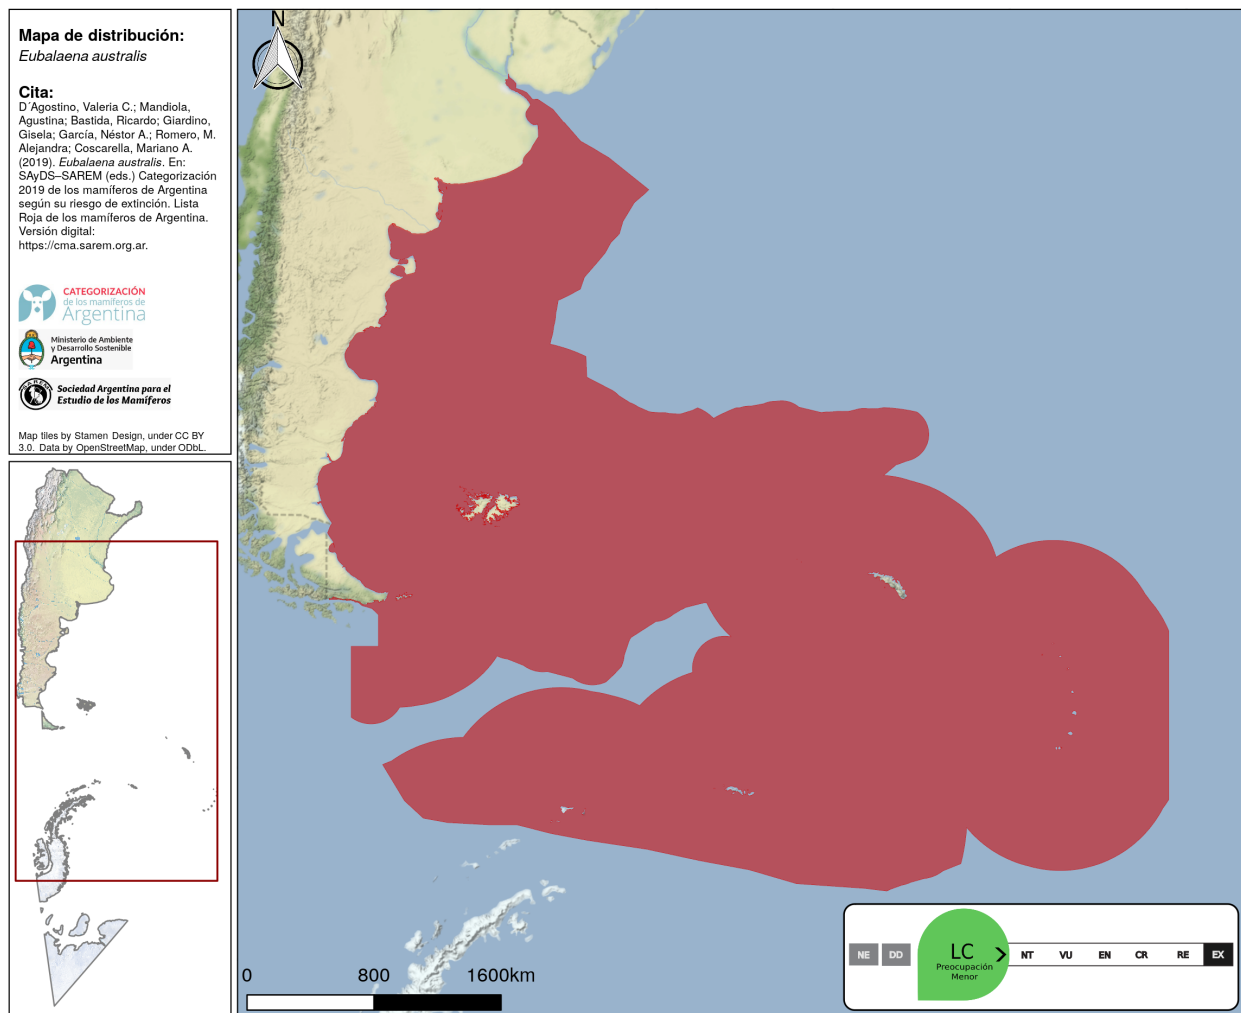 Mapa de distribución:
Eubalaena australis
Cita:
D´Agostino, Valeria C.; Mandiola,
Agustina; Bastida, Ricardo; Giardino,
Gisela; García, Néstor A.; Romero, M.
Alejandra; Coscarella, Mariano A.
(2019). Eubalaena australis. En:
SAyDS–SAREM (eds.) Categorización
2019 de los mamíferos de Argentina
según su riesgo de extinción. Lista
Roja de los mamíferos de Argentina.
Versión digital:
https://cma.sarem.org.ar.
CATEGORIZACIÓN
de los mamíferos de
Argentina
Ministerio de Ambiente
y Desarrollo Sostenible
Argentina
SAREM
Sociedad Argentina para el
Estudio de los Mamíferos
Map tiles by Stamen Design, under CC BY
3.0. Data by OpenStreetMap, under ODbL.
N
0 800 1600km
NE DD LC NT VU EN CR RE EX
Preocupación
Menor